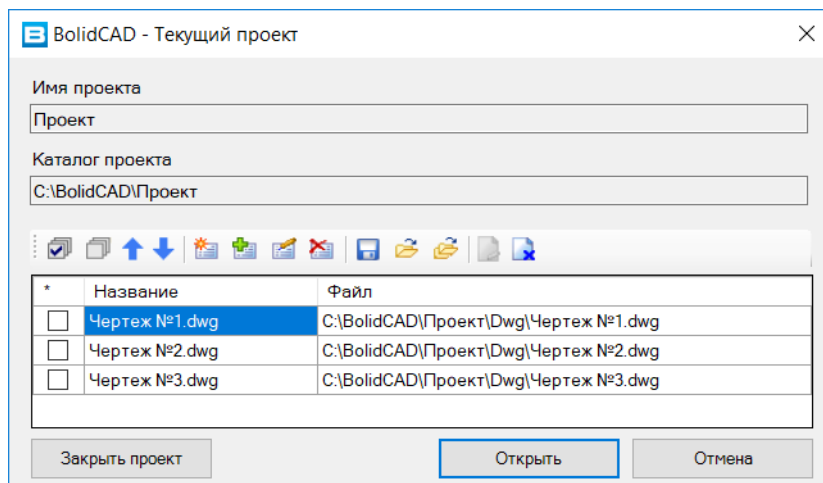 BolidCAD - Текущий проект
Имя проекта
Проект
Каталог проекта
C:\BolidCAD\Проект
* Название Файл
Чертеж №1.dwg C:\BolidCAD\Проект\Dwg\Чертеж №1.dwg
Чертеж №2.dwg C:\BolidCAD\Проект\Dwg\Чертеж №2.dwg
Чертеж №3.dwg C:\BolidCAD\Проект\Dwg\Чертеж №3.dwg
Закрыть проект Открыть Отмена